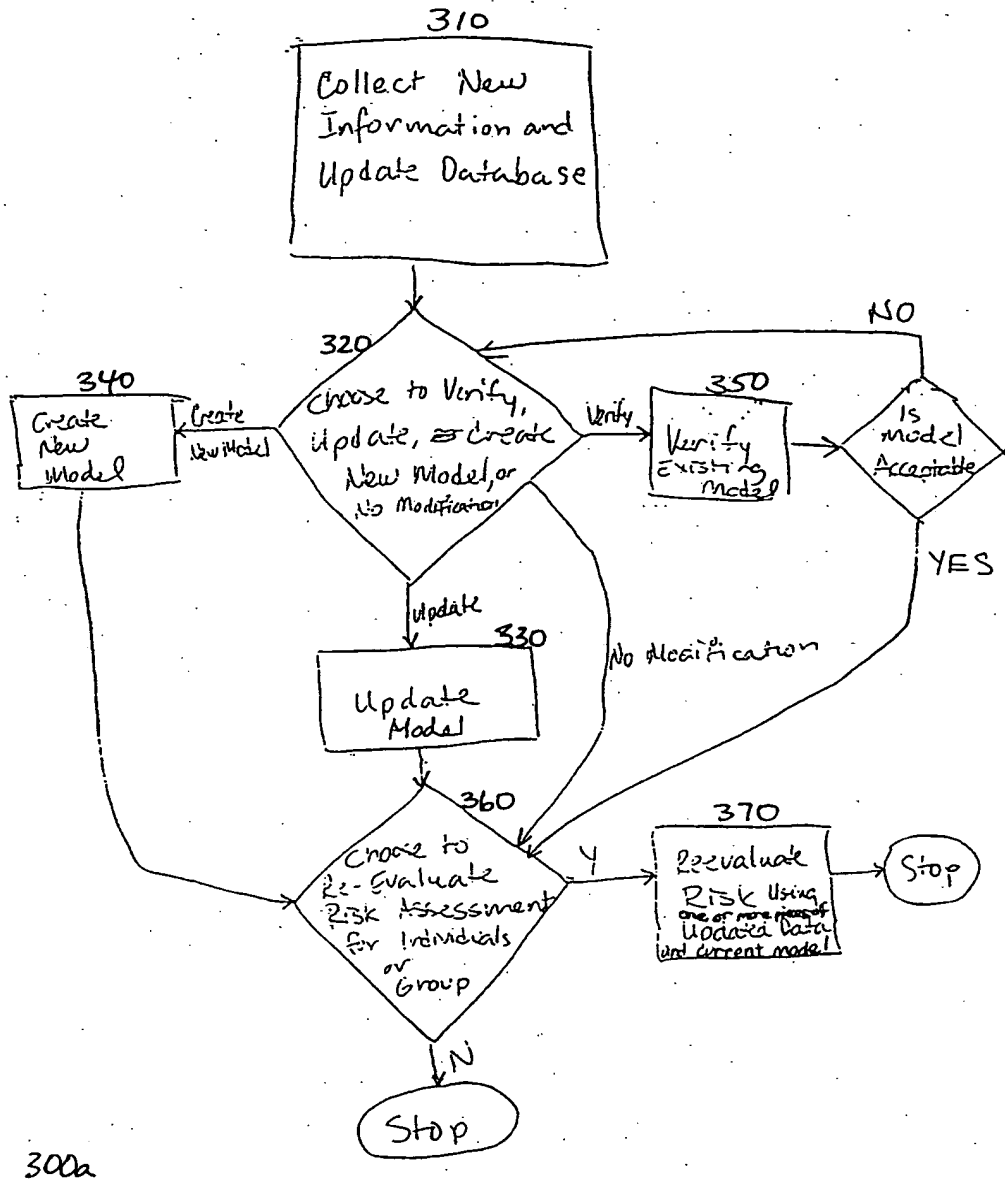 310
Collect New
Information and
Update Database
NO
320
Choose to Verify,
Update, Create
New Model, or
No Modification
340
Create
New
Model
Create
New Model
Verify
350
Verify
Existing
Model
Is
Model
Acceptable
YES
Update
330
Update
Model
No Modification
360
Choose to
Re-Evaluate
Risk Assessment
for Individuals
or
Group
Y
370
Reevaluate
Risk Using
one or more pieces of
Updated Data
and current model
Stop
N
Stop
300a